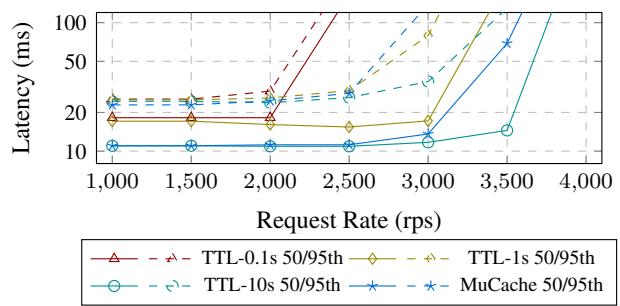 Latency (ms)
100
50
20
10
1,000 1,500 2,000 2,500 3,000 3,500 4,000
Request Rate (rps)
TTL-0.1s 50/95th TTL-1s 50/95th
TTL-10s 50/95th MuCache 50/95th